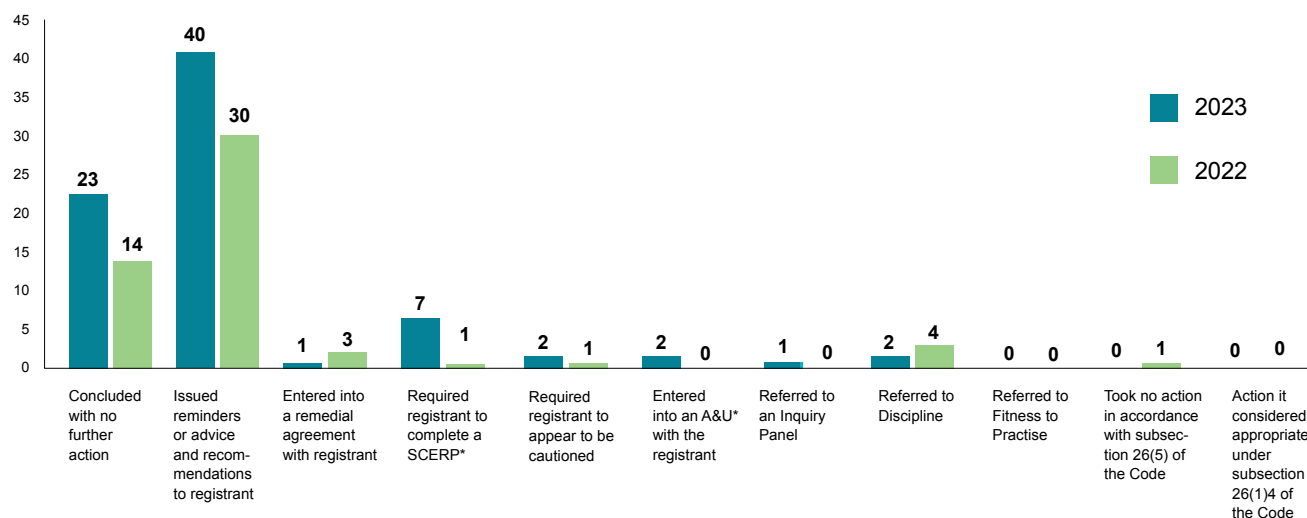 45
40
35
30
25
20
15
10
5
0
23
14
40
30
1
3
7
1
2
1
2
0
1
0
2
4
0
0
0
1
0
0
2023
2022
Concluded
with no
further
action
Issued
reminders
or advice
and recom-
mendations
to registrant
Entered into
a remedial
agreement
with registrant
Required
registrant to
complete a
SCERP*
Required
registrant to
appear to be
cautioned
Entered
into an A&U*
with the
registrant
Referred to
an Inquiry
Panel
Referred to
Discipline
Referred to
Fitness to
Practise
Took no action
in accordance
with subsec-
tion 26(5) of
the Code
Action it
considered
appropriate
under
subsection
26(1)4 of
the Code